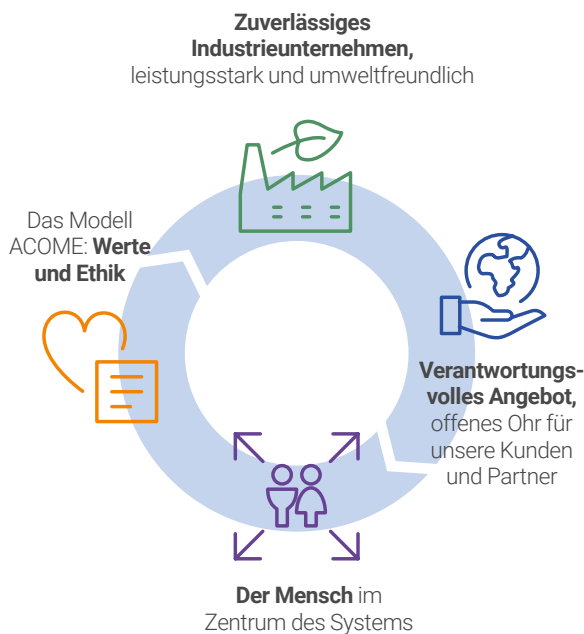 Zuverlässiges
Industrieunternehmen,
leistungsstark und umweltfreundlich
Das Modell
ACOME: Werte
und Ethik
Verantwortungs-
volles Angebot,
offenes Ohr für
unsere Kunden
und Partner
Der Mensch im
Zentrum des Systems